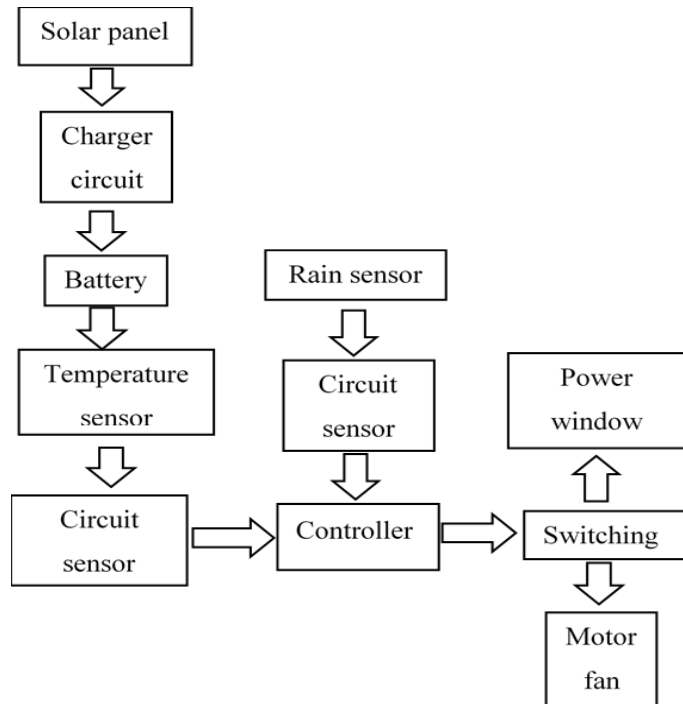 Solar panel
Charger
circuit
Battery
Rain sensor
Temperature
sensor
Circuit
sensor
Power
window
Circuit
sensor
Controller
Switching
Motor
fan